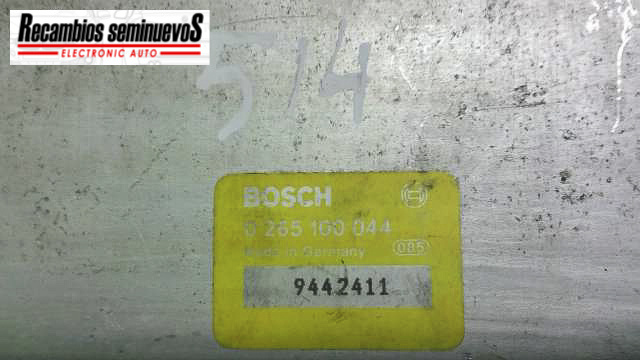 Recambios seminuevos
ELECTRONIC AUTO
514
BOSCH
0 265 100 044
Made in Germany
085
9442411